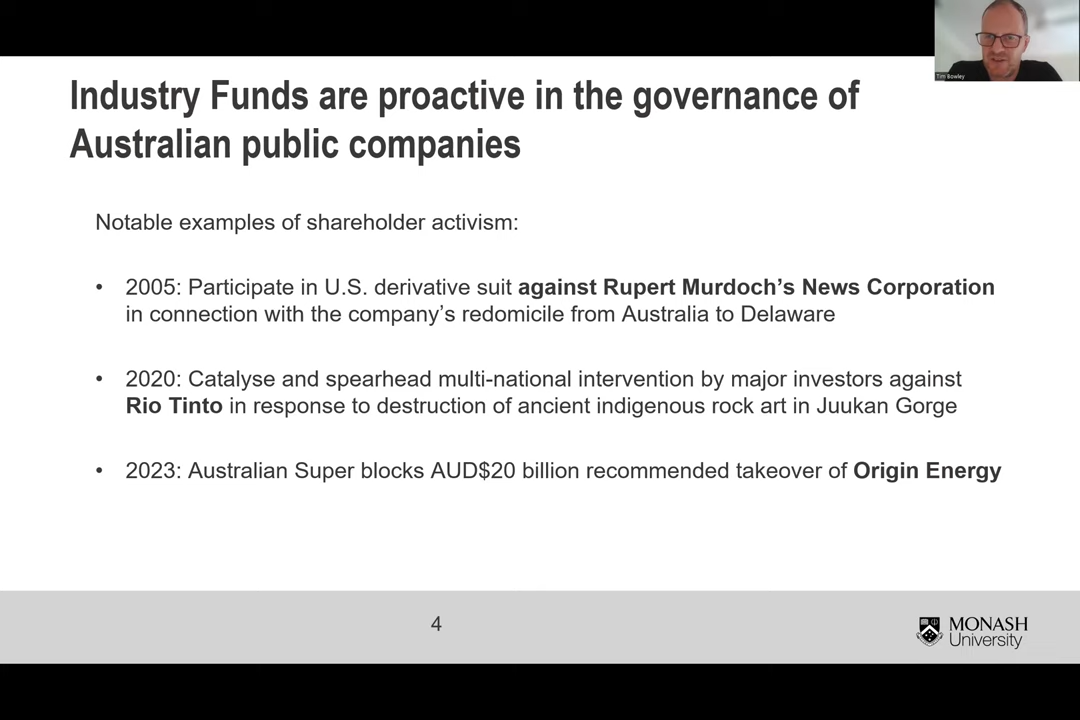 Tim Bowley
Industry Funds are proactive in the governance of
Australian public companies
Notable examples of shareholder activism:
• 2005: Participate in U.S. derivative suit against Rupert Murdoch’s News Corporation
in connection with the company’s redomicile from Australia to Delaware
• 2020: Catalyse and spearhead multi-national intervention by major investors against
Rio Tinto in response to destruction of ancient indigenous rock art in Juukan Gorge
• 2023: Australian Super blocks AUD$20 billion recommended takeover of Origin Energy
4
MONASH
University